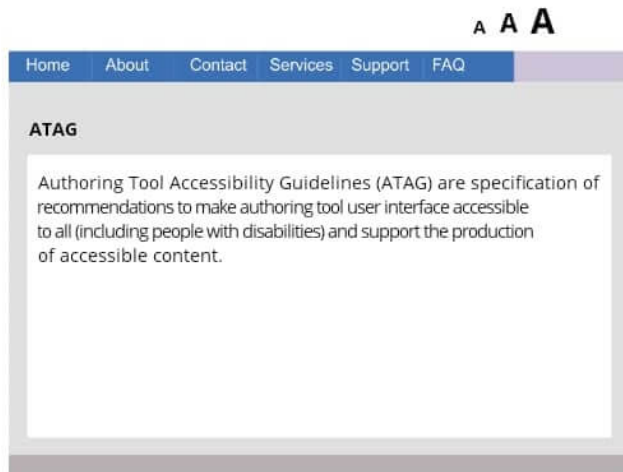 A A A
Home About Contact Services Support FAQ
ATAG
Authoring Tool Accessibility Guidelines (ATAG) are specification of
recommendations to make authoring tool user interface accessible
to all (including people with disabilities) and support the production
of accessible content.